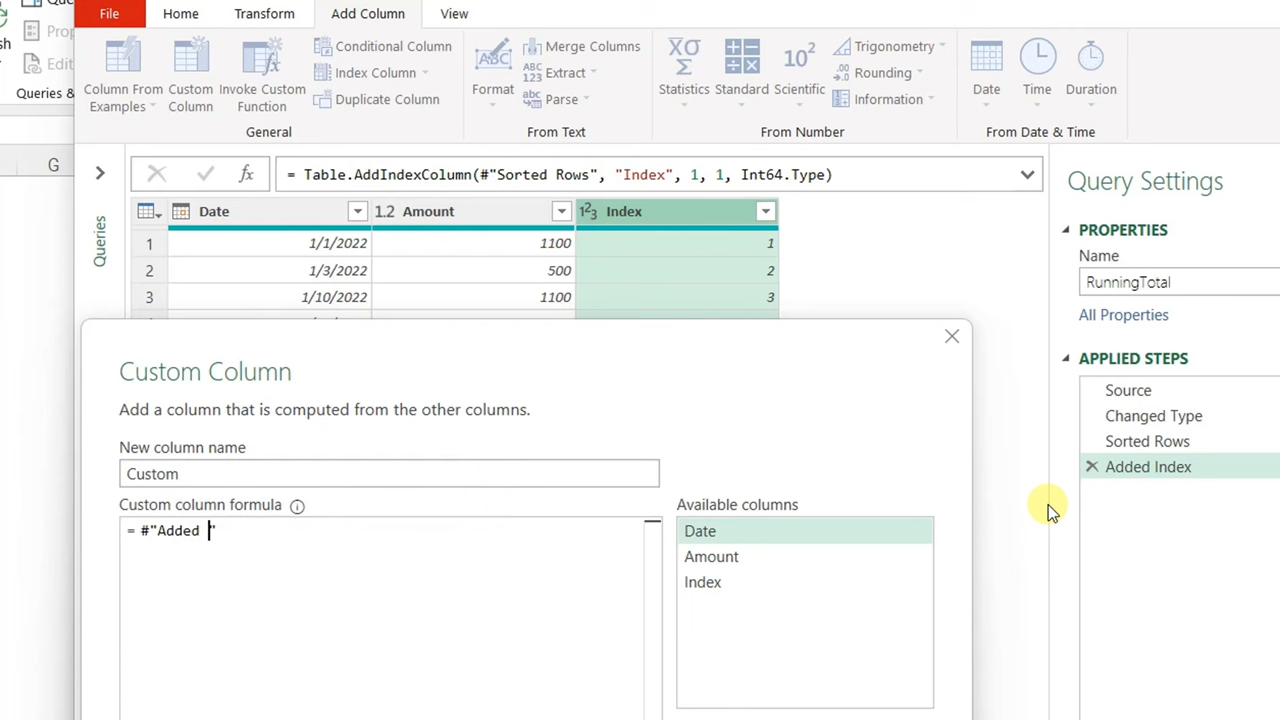 File Home Transform Add Column View
Column From Examples
Custom Column
Invoke Custom Function
Conditional Column
Index Column
Duplicate Column
General
Format
Merge Columns
Extract
Parse
From Text
Statistics
Standard
Scientific
Trigonometry
Rounding
Information
From Number
Date
Time
Duration
From Date & Time
Queries &
G
= Table.AddIndexColumn(#"Sorted Rows", "Index", 1, 1, Int64.Type)
Queries
Date 1.2 Amount 123 Index
1 1/1/2022 1100 1
2 1/3/2022 500 2
3 1/10/2022 1100 3
Custom Column
Add a column that is computed from the other columns.
New column name
Custom
Custom column formula
= #"Added "
Available columns
Date
Amount
Index
Query Settings
PROPERTIES
Name
RunningTotal
All Properties
APPLIED STEPS
Source
Changed Type
Sorted Rows
Added Index